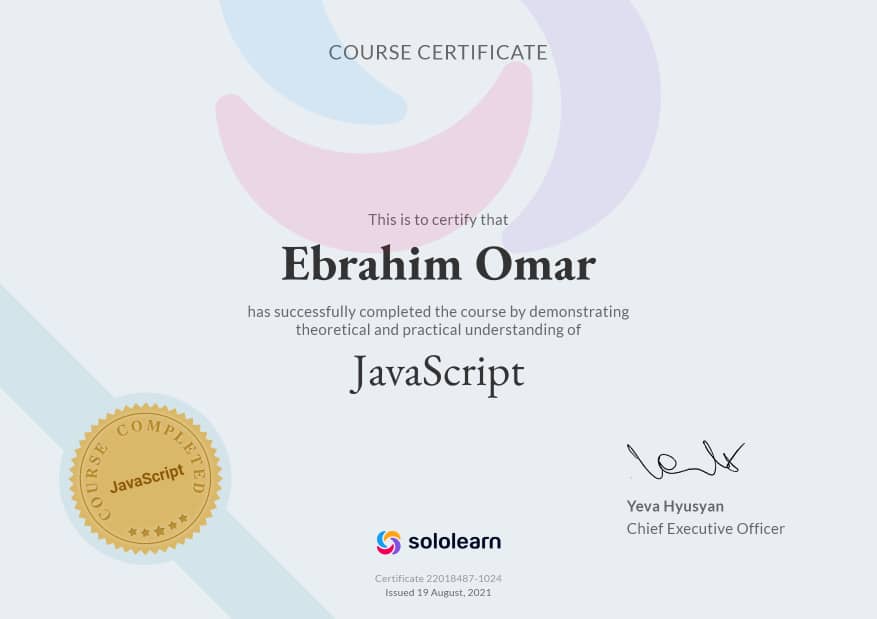 COURSE CERTIFICATE
This is to certify that
Ebrahim Omar
has successfully completed the course by demonstrating
theoretical and practical understanding of
JavaScript
COURSE COMPLETED
JavaScript
Yeva Hyusyan
Chief Executive Officer
sololearn
Certificate 22018487-1024
Issued 19 August, 2021